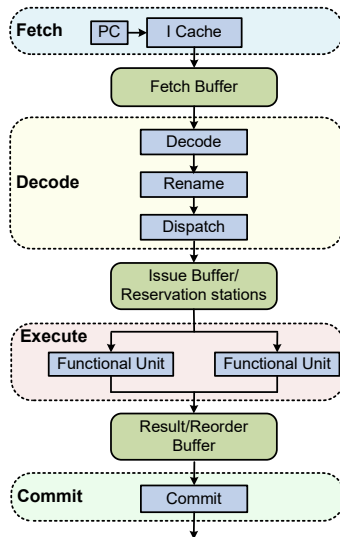 Fetch
PC
I Cache
Fetch Buffer
Decode
Decode
Rename
Dispatch
Issue Buffer/
Reservation stations
Execute
Functional Unit
Functional Unit
Result/Reorder
Buffer
Commit
Commit